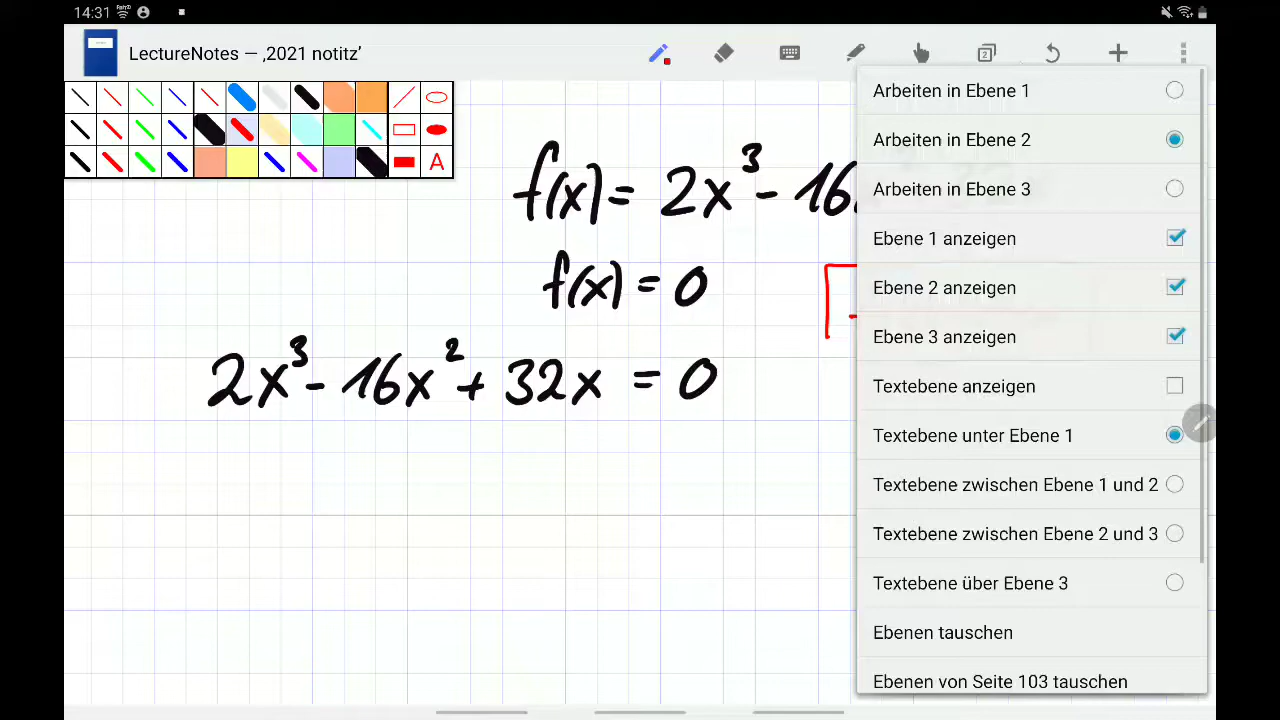 14:31
LectureNotes — ‚2021 notitz’
2
A
f(x) = 2x³ - 16
f(x) = 0
2x³ - 16x² + 32x = 0
Arbeiten in Ebene 1
Arbeiten in Ebene 2
Arbeiten in Ebene 3
Ebene 1 anzeigen
Ebene 2 anzeigen
Ebene 3 anzeigen
Textebene anzeigen
Textebene unter Ebene 1
Textebene zwischen Ebene 1 und 2
Textebene zwischen Ebene 2 und 3
Textebene über Ebene 3
Ebenen tauschen
Ebenen von Seite 103 tauschen